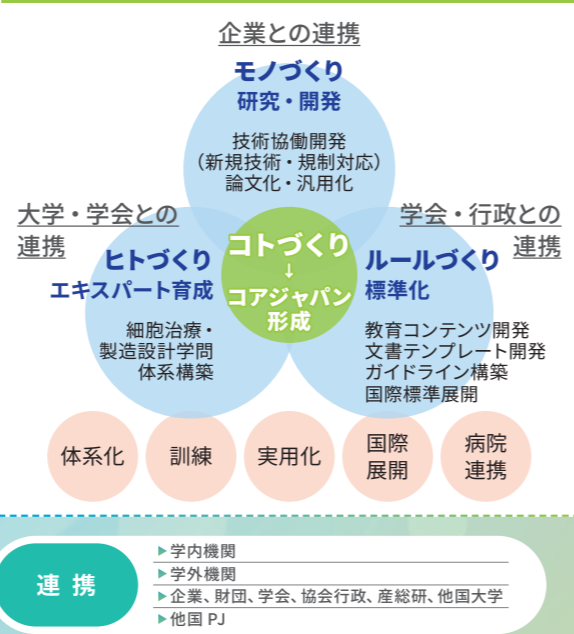 企業との連携
モノづくり
研究・開発
技術協働開発
（新規技術・規制対応）
論文化・汎用化
大学・学会との
連携
ヒトづくり
エキスパート育成
細胞治療・
製造設計学問
体系構築
コトづくり
↓
コアジャパン
形成
学会・行政との
連携
ルールづくり
標準化
教育コンテンツ開発
文書テンプレート開発
ガイドライン構築
国際標準展開
体系化
訓練
実用化
国際
展開
病院
連携
連携
▶学内機関
▶学外機関
▶企業、財団、学会、協会行政、産総研、他国大学
▶他国 PJ